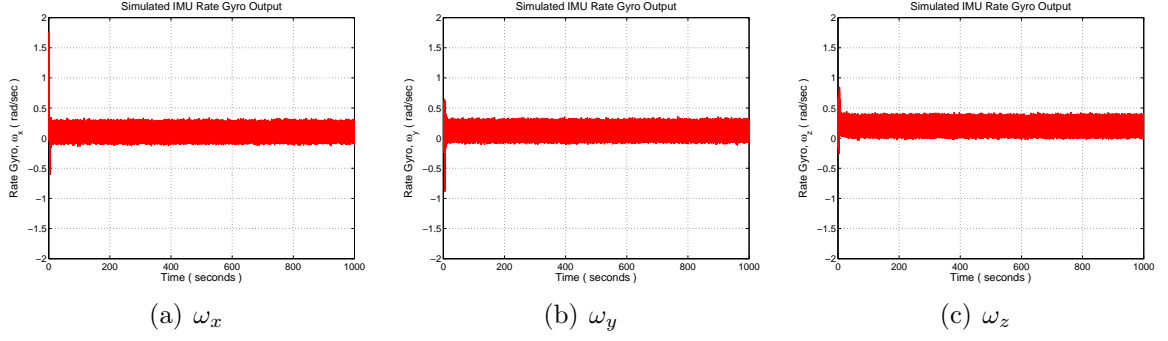 Simulated IMU Rate Gyro Output
2
1.5
1
0.5
0
−0.5
−1
−1.5
−2
0 200 400 600 800 1000
Rate Gyro, ωx ( rad/sec )
Time ( seconds )
(a) ωx
Simulated IMU Rate Gyro Output
2
1.5
1
0.5
0
−0.5
−1
−1.5
−2
0 200 400 600 800 1000
Rate Gyro, ωy ( rad/sec )
Time ( seconds )
(b) ωy
Simulated IMU Rate Gyro Output
2
1.5
1
0.5
0
−0.5
−1
−1.5
−2
0 200 400 600 800 1000
Rate Gyro, ωz ( rad/sec )
Time ( seconds )
(c) ωz